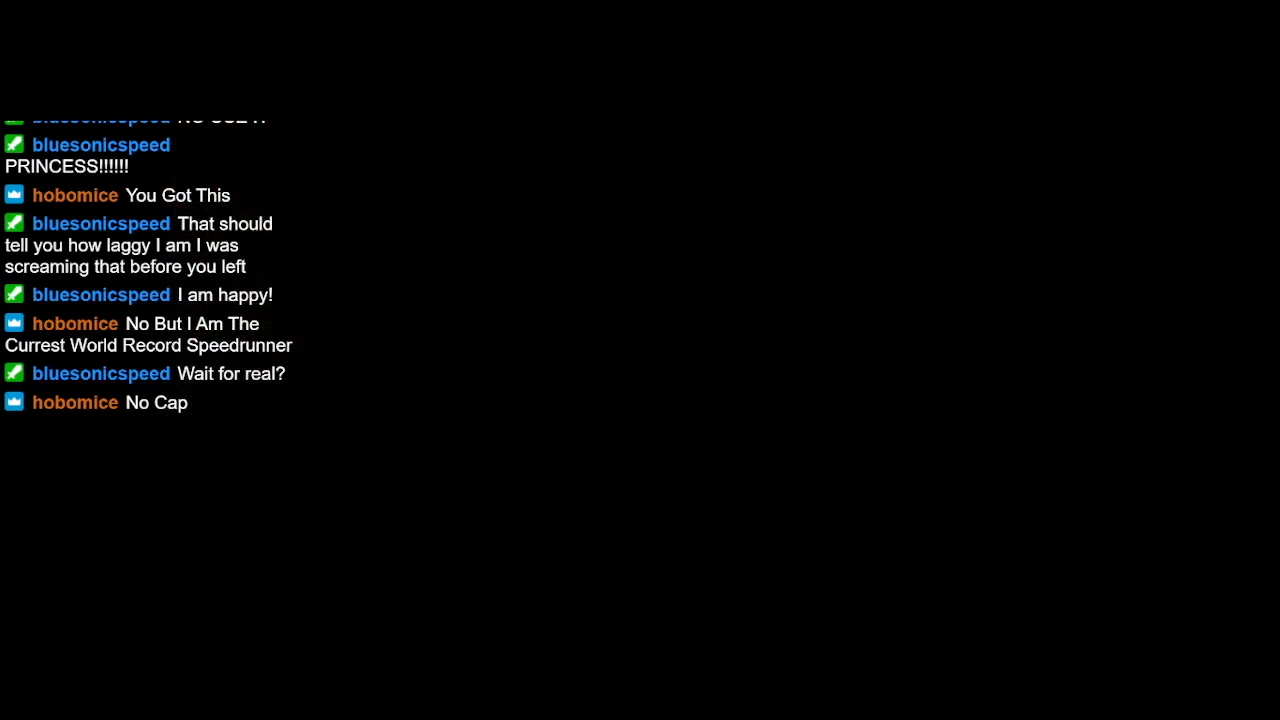 bluesonicspeed
bluesonicspeed
PRINCESS!!!!!!
hobomice You Got This
bluesonicspeed That should
tell you how laggy I am I was
screaming that before you left
bluesonicspeed I am happy!
hobomice No But I Am The
Currest World Record Speedrunner
bluesonicspeed Wait for real?
hobomice No Cap